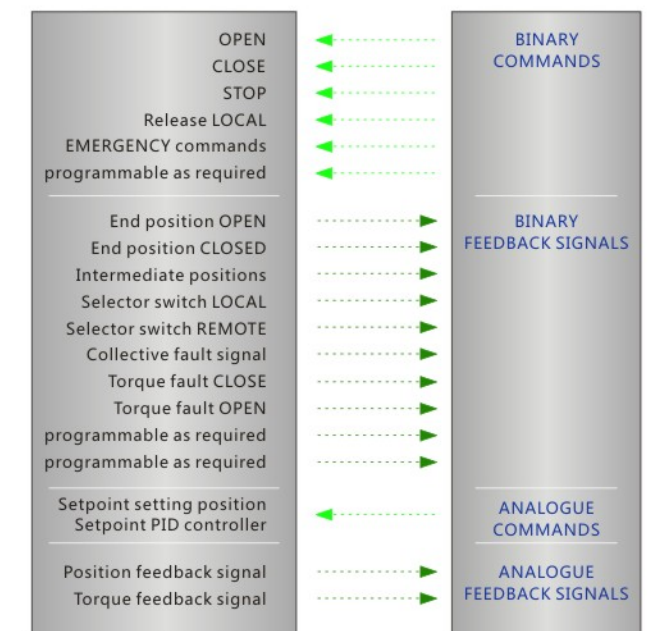 OPEN
CLOSE
STOP
Release LOCAL
EMERGENCY commands
programmable as required
BINARY
COMMANDS
End position OPEN
End position CLOSED
Intermediate positions
Selector switch LOCAL
Selector switch REMOTE
Collective fault signal
Torque fault CLOSE
Torque fault OPEN
programmable as required
programmable as required
BINARY
FEEDBACK SIGNALS
Setpoint setting position
Setpoint PID controller
ANALOGUE
COMMANDS
Position feedback signal
Torque feedback signal
ANALOGUE
FEEDBACK SIGNALS